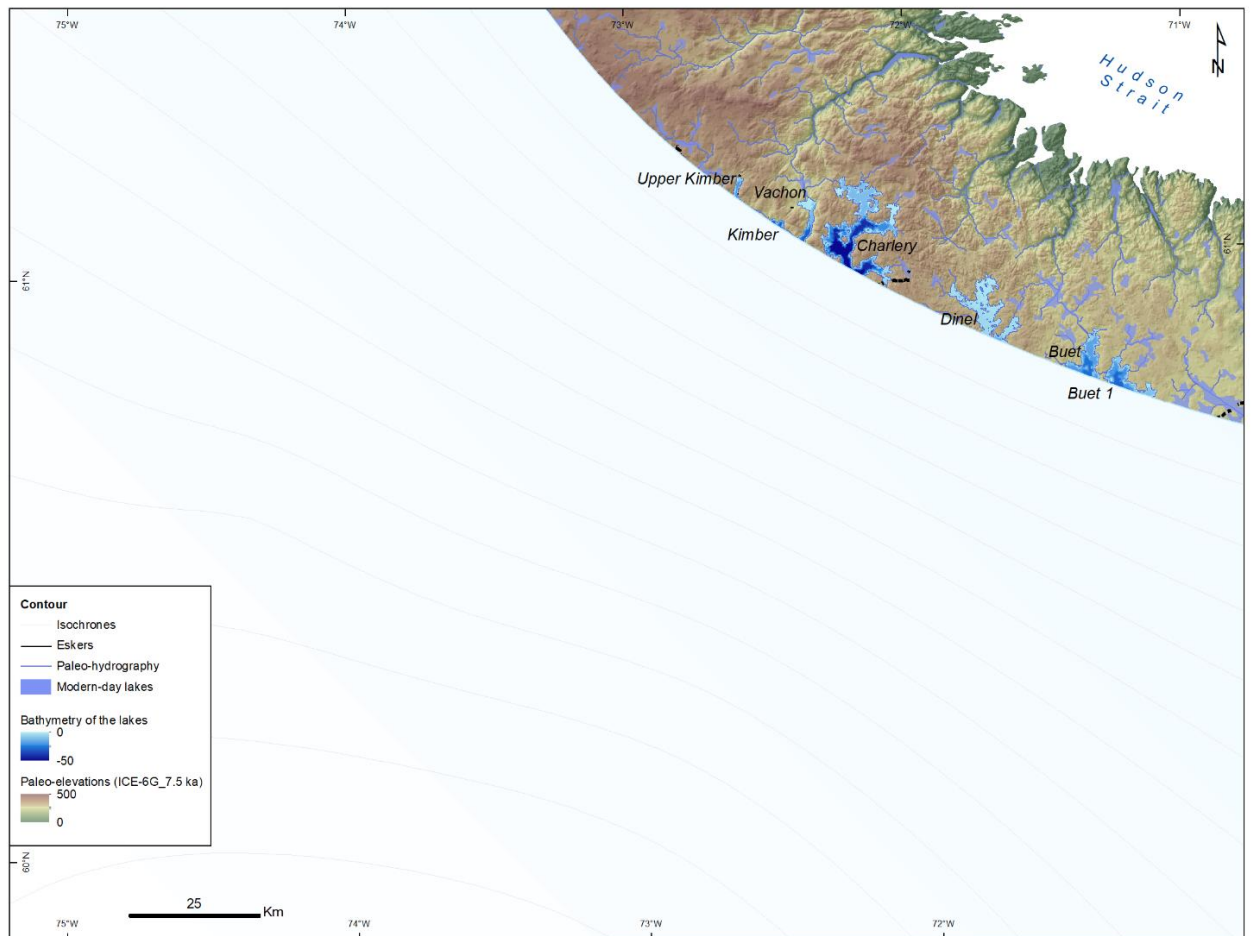 75°W
74°W
73°W
72°W
71°W
N
Hudson
Strait
Upper Kimber
Vachon
Kimber
Charlery
61°N
61°N
Dinel
Buet
Buet 1
Contour
Isochrones
Eskers
Paleo-hydrography
Modern-day lakes
Bathymetry of the lakes
0
-50
Paleo-elevations (ICE-6G_7.5 ka)
500
0
60°N
25
Km
75°W
74°W
73°W
72°W